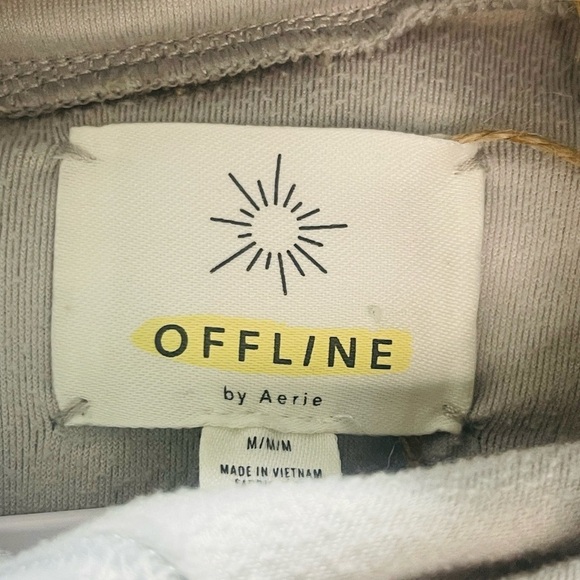 OFFLINE
by Aerie
M/M/M
MADE IN VIETNAM